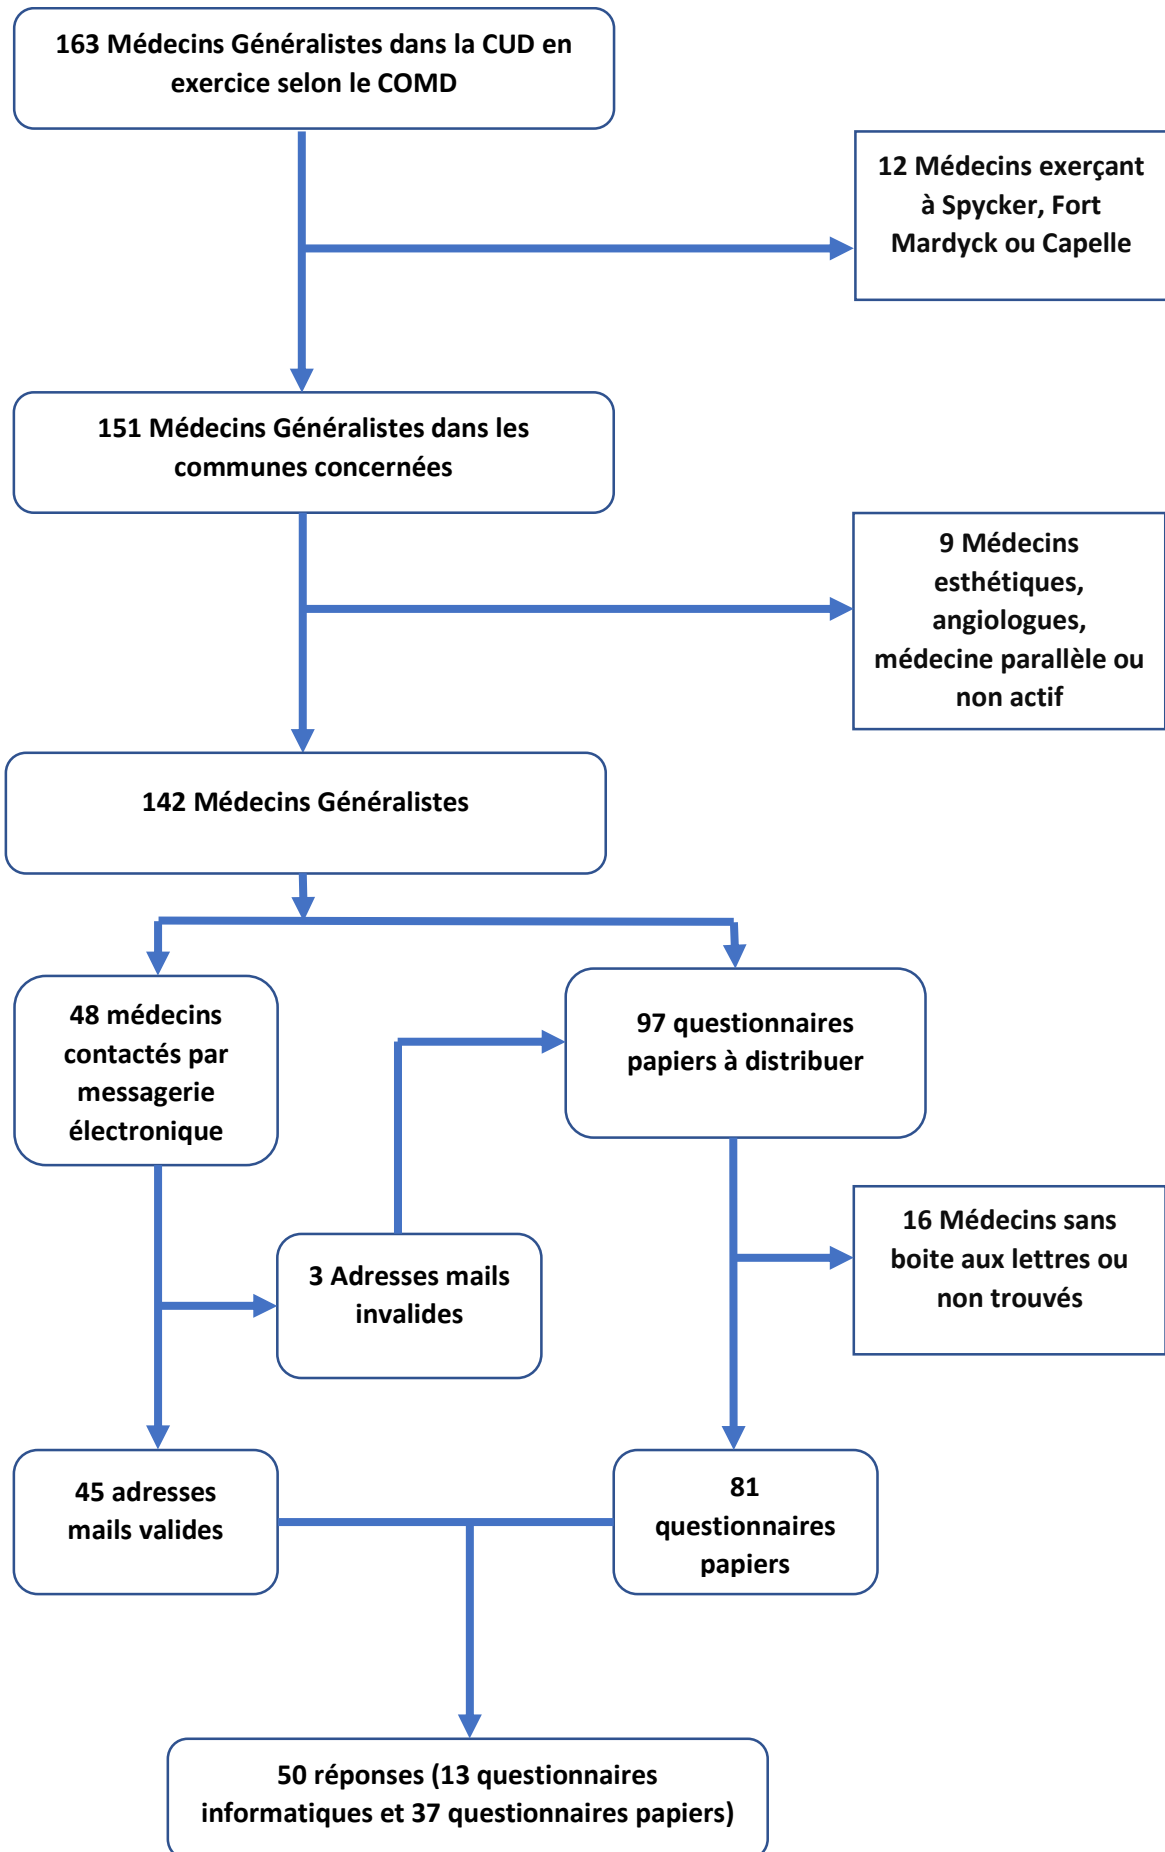 163 Médecins Généralistes dans la CUD en
exercice selon le COMD
12 Médecins exerçant
à Spycker, Fort
Mardyck ou Capelle
151 Médecins Généralistes dans les
communes concernées
9 Médecins
esthétiques,
angiologues,
médecine parallèle ou
non actif
142 Médecins Généralistes
48 médecins
contactés par
messagerie
électronique
97 questionnaires
papiers à distribuer
3 Adresses mails
invalides
16 Médecins sans
boite aux lettres ou
non trouvés
45 adresses
mails valides
81
questionnaires
papiers
50 réponses (13 questionnaires
informatiques et 37 questionnaires papiers)